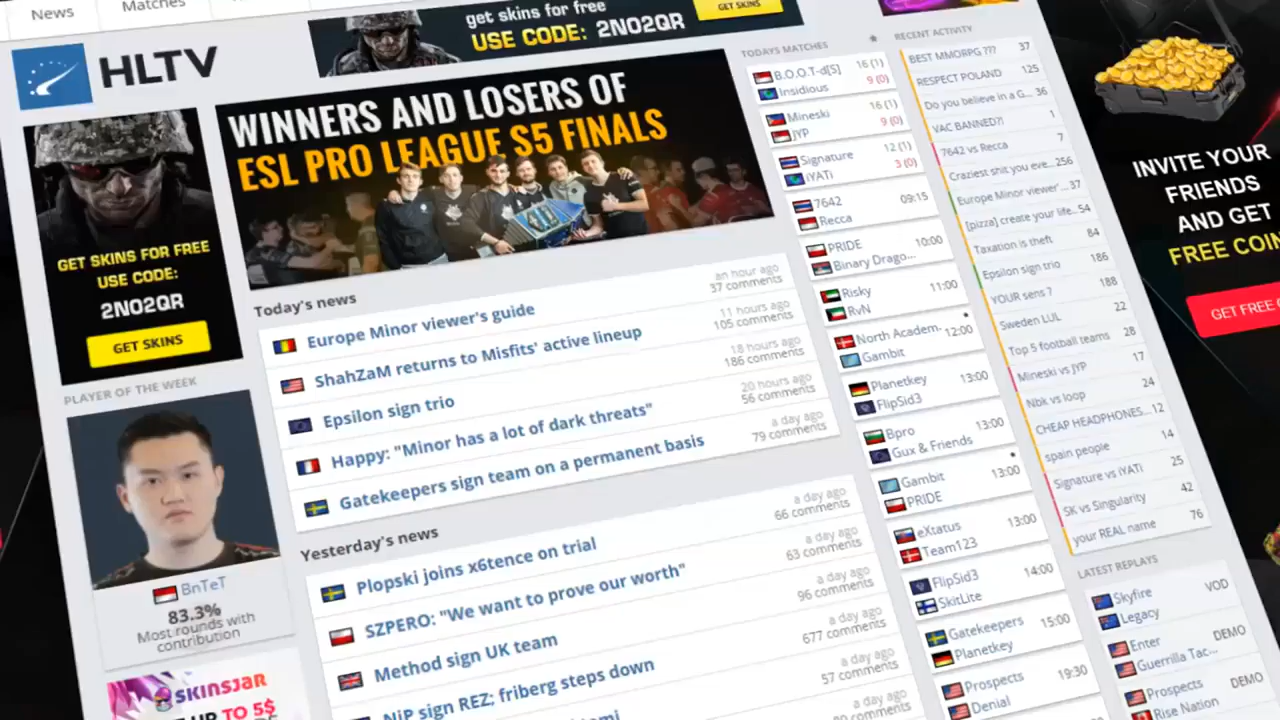 News
Matches
HLTV
get skins for free
USE CODE: 2NO2QR
GET SKINS
GET SKINS FOR FREE
USE CODE:
2NO2QR
GET SKINS
PLAYER OF THE WEEK
BnTeT
83.3%
Most rounds with
contribution
SKINSJAR
UP TO 5$
WINNERS AND LOSERS OF
ESL PRO LEAGUE S5 FINALS
Today's news
Europe Minor viewer's guide
an hour ago
37 comments
ShahZaM returns to Misfits' active lineup
11 hours ago
105 comments
Epsilon sign trio
18 hours ago
186 comments
Happy: "Minor has a lot of dark threats"
20 hours ago
56 comments
Gatekeepers sign team on a permanent basis
a day ago
79 comments
Yesterday's news
Plopski joins x6tence on trial
a day ago
66 comments
SZPERO: "We want to prove our worth"
a day ago
63 comments
Method sign UK team
a day ago
96 comments
NiP sign REZ; friberg steps down
a day ago
677 comments
a day ago
57 comments
a day ago
TODAYS MATCHES
B.O.O.T-d[S] 16 (1)
Insidious 9 (0)
Mineski 16 (1)
JYP 9 (0)
Signature 12 (1)
iYATi 3 (0)
7642
Recca
09:15
PRIDE
Binary Drago...
10:00
Risky
RvN
11:00
North Academ..
Gambit
12:00
Planetkey
FlipSid3
13:00
Bpro
Gux & Friends
13:00
Gambit
PRIDE
13:00
eXtatus
Team123
13:00
FlipSid3
SkitLite
14:00
Gatekeepers
Planetkey
15:00
Prospects
Denial
19:30
RECENT ACTIVITY
BEST MMORPG ??? 37
RESPECT POLAND 125
Do you believe in a G... 36
VAC BANNED?! 1
7642 vs Recca 7
Craziest shit you eve... 256
Europe Minor viewer'... 37
[pizza] create your life... 54
Taxation is theft 84
Epsilon sign trio 186
YOUR sens ? 188
Sweden LUL 22
Top 5 football teams 28
Mineski vs JYP 17
Nbk vs loop 24
CHEAP HEADPHONES... 12
spain people 14
Signature vs iYATi 25
SK vs Singularity 42
your REAL name 76
LATEST REPLAYS
Skyfire
Legacy
VOD
Enter
Guerrilla Tac...
DEMO
Prospects
Rise Nation
DEMO
INVITE YOUR
FRIENDS
AND GET
FREE COIN
GET FREE